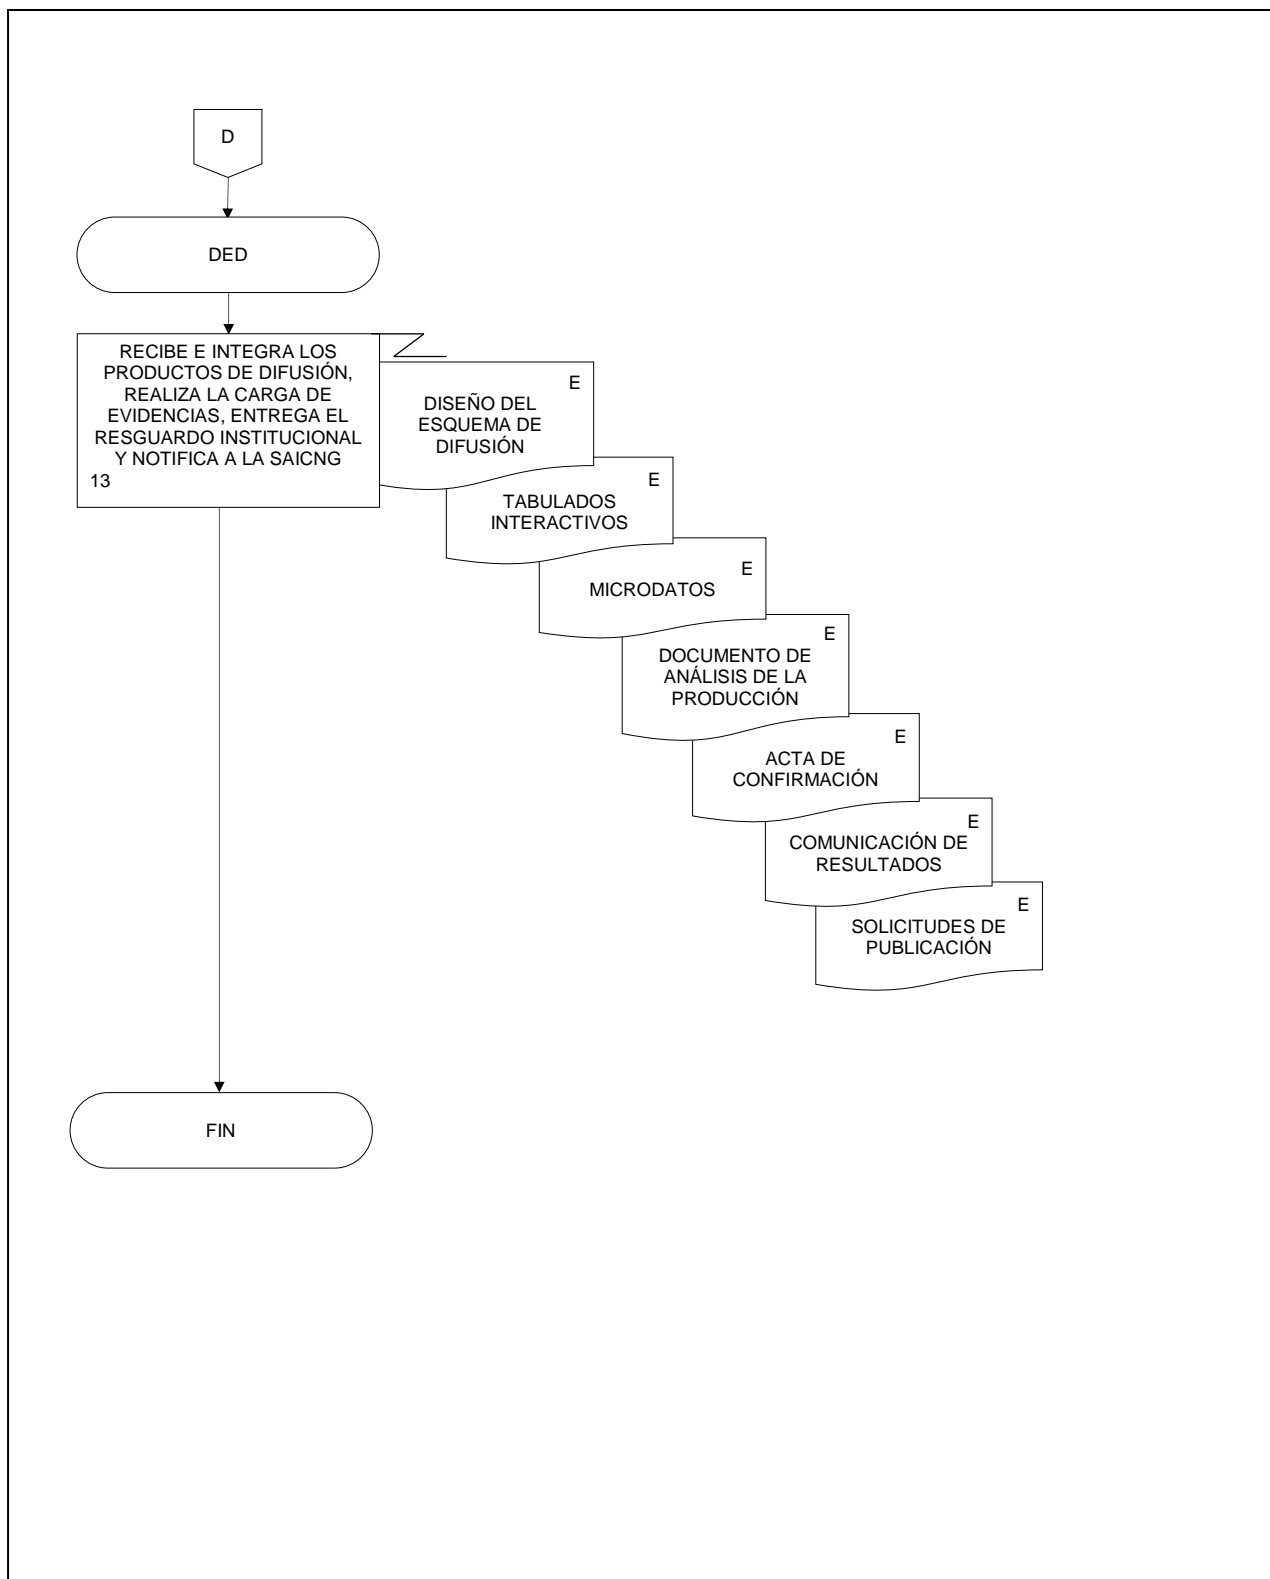 D
DED
RECIBE E INTEGRA LOS
PRODUCTOS DE DIFUSIÓN,
REALIZA LA CARGA DE
EVIDENCIAS, ENTREGA EL
RESGUARDO INSTITUCIONAL
Y NOTIFICA A LA SAICNG
13
E
DISEÑO DEL
ESQUEMA DE
DIFUSIÓN
E
TABULADOS
INTERACTIVOS
E
MICRODATOS
E
DOCUMENTO DE
ANÁLISIS DE LA
PRODUCCIÓN
E
ACTA DE
CONFIRMACIÓN
E
COMUNICACIÓN DE
RESULTADOS
E
SOLICITUDES DE
PUBLICACIÓN
FIN